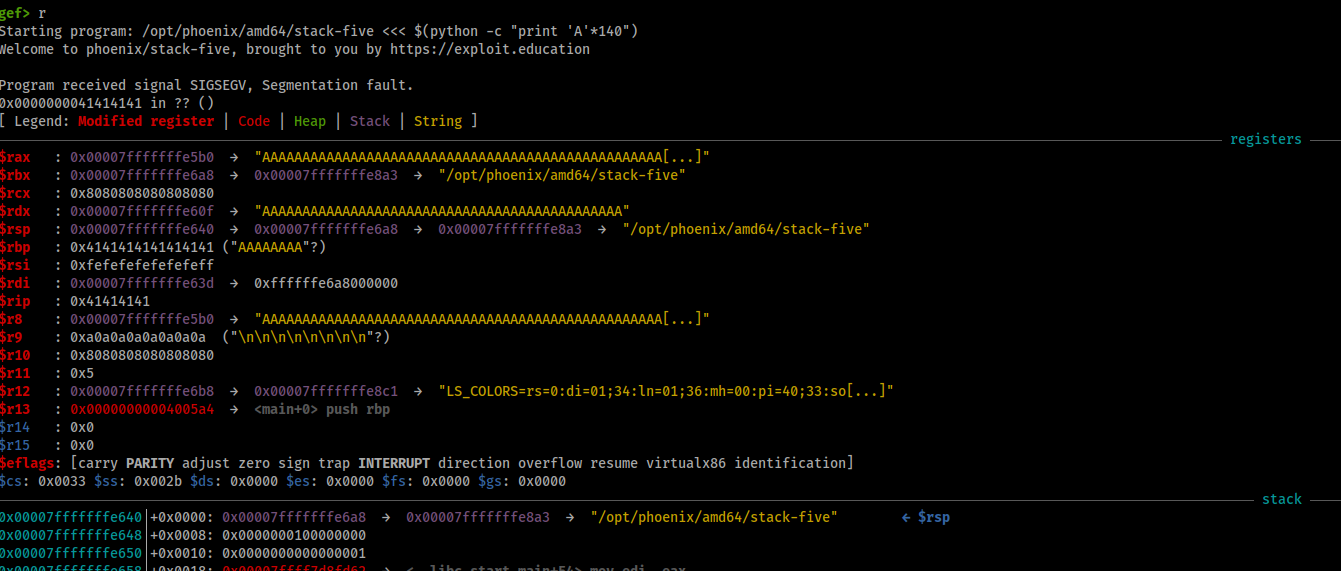 gef> r
Starting program: /opt/phoenix/amd64/stack-five <<< $(python -c "print 'A'*140")
Welcome to phoenix/stack-five, brought to you by https://exploit.education
Program received signal SIGSEGV, Segmentation fault.
0x0000000041414141 in ?? ()
[ Legend: Modified register | Code | Heap | Stack | String ]
registers
$rax : 0x00007fffffffe5b0 → "AAAAAAAAAAAAAAAAAAAAAAAAAAAAAAAAAAAAAAAAAAAAAAAAAA[...]"
$rbx : 0x00007fffffffe6a8 → 0x00007fffffffe8a3 → "/opt/phoenix/amd64/stack-five"
$rcx : 0x8080808080808080
$rdx : 0x00007fffffffe60f → "AAAAAAAAAAAAAAAAAAAAAAAAAAAAAAAAAAAAAAAAAAAAA"
$rsp : 0x00007fffffffe640 → 0x00007fffffffe6a8 → 0x00007fffffffe8a3 → "/opt/phoenix/amd64/stack-five"
$rbp : 0x4141414141414141 ("AAAAAAAA"?)
$rsi : 0xfefefefefefefeff
$rdi : 0x00007fffffffe63d → 0xffffffe6a8000000
$rip : 0x41414141
$r8 : 0x00007fffffffe5b0 → "AAAAAAAAAAAAAAAAAAAAAAAAAAAAAAAAAAAAAAAAAAAAAAAAAA[...]"
$r9 : 0xa0a0a0a0a0a0a0a ("\n\n\n\n\n\n\n\n"?)
$r10 : 0x8080808080808080
$r11 : 0x5
$r12 : 0x00007fffffffe6b8 → 0x00007fffffffe8c1 → "LS_COLORS=rs=0:di=01;34:ln=01;36:mh=00:pi=40;33:so[...]"
$r13 : 0x00000000004005a4 → <main+0> push rbp
$r14 : 0x0
$r15 : 0x0
$eflags: [carry PARITY adjust zero sign trap INTERRUPT direction overflow resume virtualx86 identification]
$cs: 0x0033 $ss: 0x002b $ds: 0x0000 $es: 0x0000 $fs: 0x0000 $gs: 0x0000
stack
0x00007fffffffe640│+0x0000: 0x00007fffffffe6a8 → 0x00007fffffffe8a3 → "/opt/phoenix/amd64/stack-five" ← $rsp
0x00007fffffffe648│+0x0008: 0x0000000100000000
0x00007fffffffe650│+0x0010: 0x0000000000000001